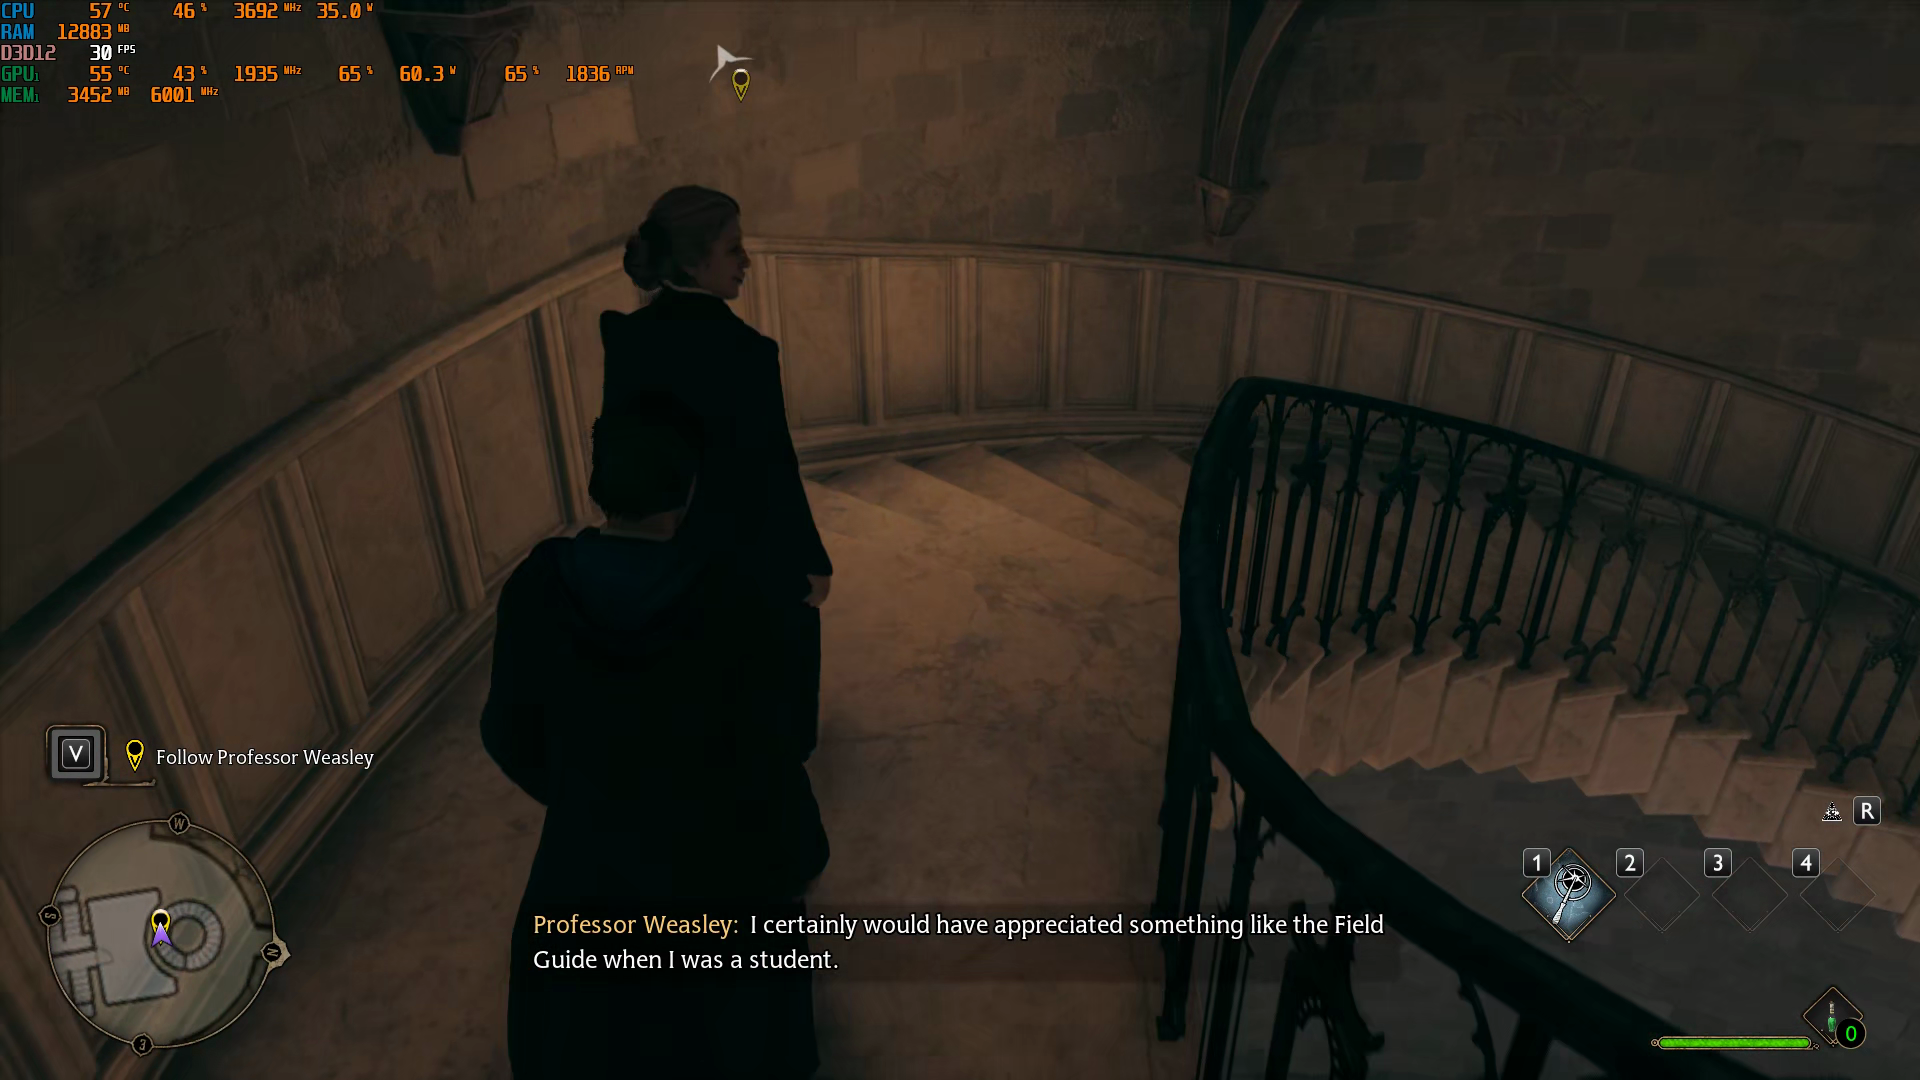 CPU 57 °C 46 % 3692 MHz 35.0 W
RAM 12883 MB
D3D12 30 FPS
GPU1 55 °C 43 % 1935 MHz 65 % 60.3 W 65 % 1836 RPM
MEM1 3452 MB 6001 MHz
V Follow Professor Weasley
W
S
N
3
R
1 2 3 4
Professor Weasley: I certainly would have appreciated something like the Field
Guide when I was a student.
0